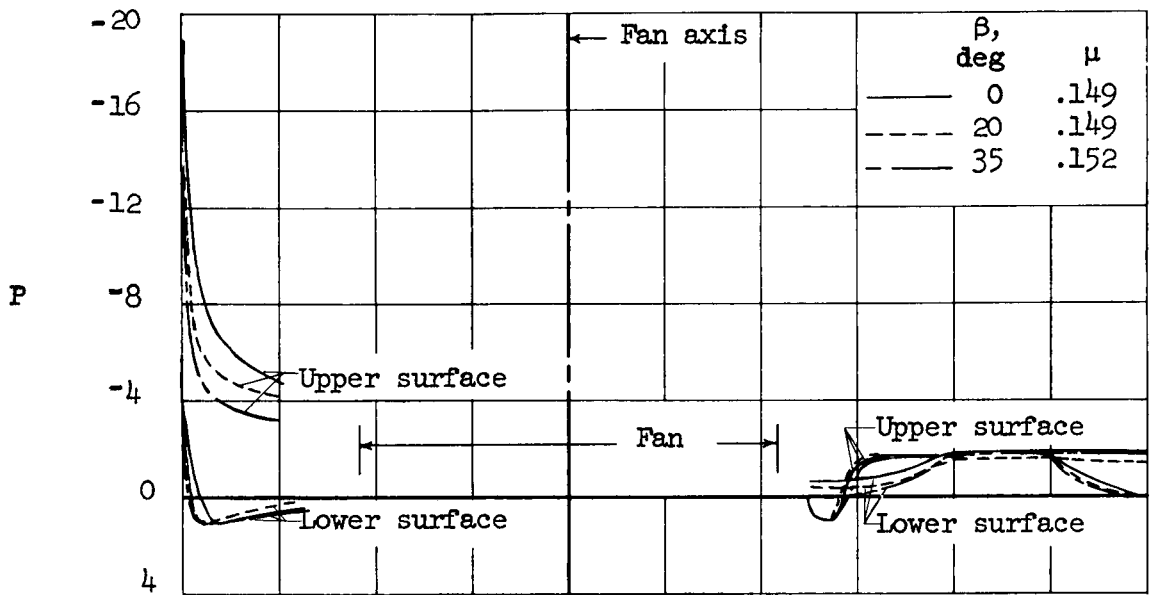 -20
-16
-12
-8
-4
0
4
P
Fan axis
β,
deg μ
0 .149
20 .149
35 .152
Upper surface
Fan
Upper surface
Lower surface
Lower surface